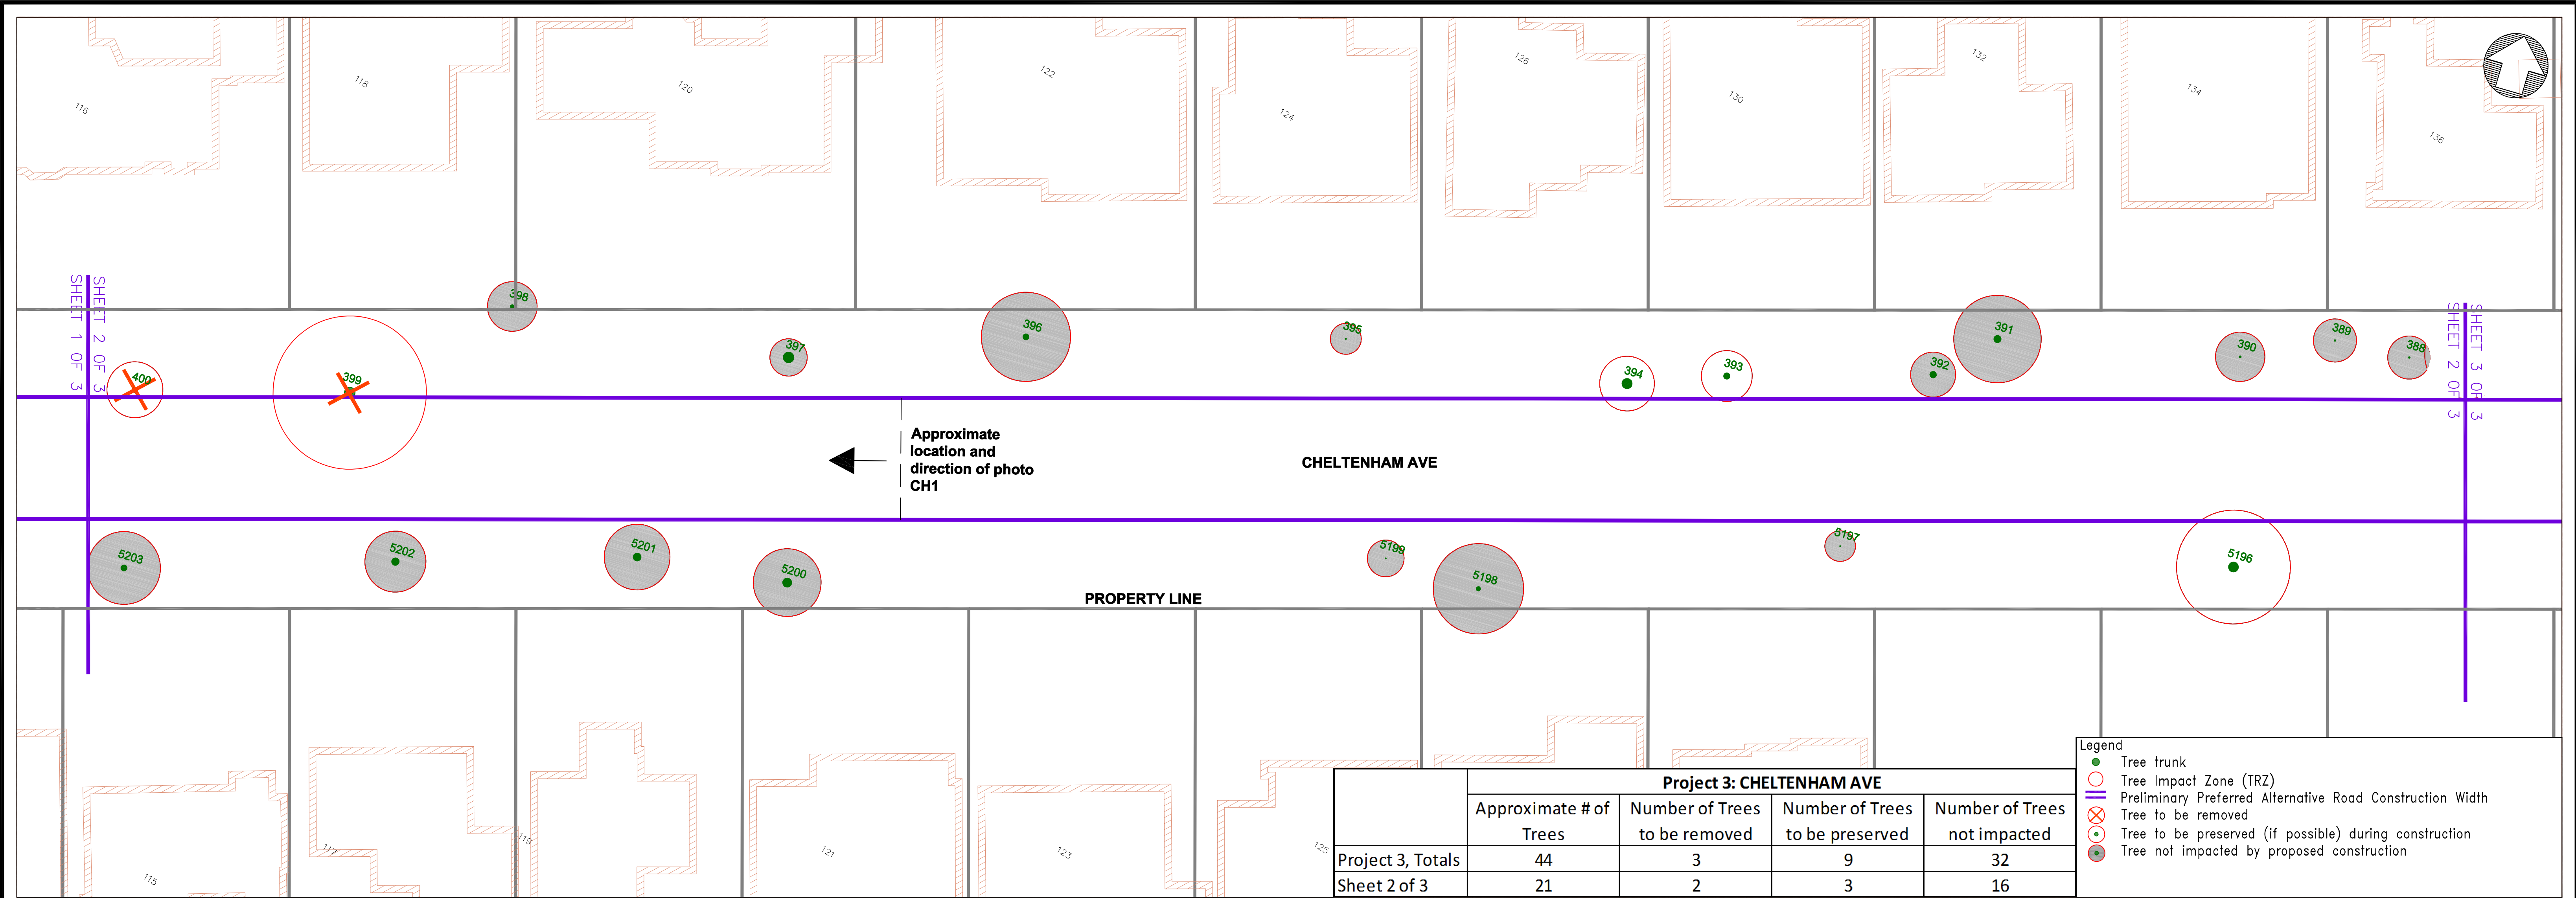 116
118
120
122
124
126
130
132
134
136
SHEET 2 OF 3
SHEET 1 OF 3
SHEET 3 OF 3
SHEET 2 OF 3
398
397
396
395
394
393
392
391
390
389
388
400
399
Approximate
location and
direction of photo
CH1
CHELTENHAM AVE
5203
5202
5201
5200
5199
5198
5197
5196
PROPERTY LINE
115
117
119
121
123
125
Project 3: CHELTENHAM AVE
Approximate # of Trees Number of Trees to be removed Number of Trees to be preserved Number of Trees not impacted
Project 3, Totals 44 3 9 32
Sheet 2 of 3 21 2 3 16
Legend
Tree trunk
Tree Impact Zone (TRZ)
Preliminary Preferred Alternative Road Construction Width
Tree to be removed
Tree to be preserved (if possible) during construction
Tree not impacted by proposed construction